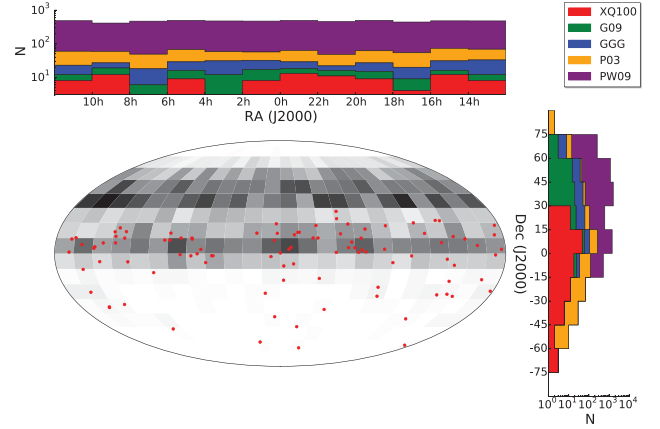 10³
10²
10¹
N
10h 8h 6h 4h 2h 0h 22h 20h 18h 16h 14h
RA (J2000)
XQ100
G09
GGG
P03
PW09
75
60
45
30
15
0
-15
-30
-45
-60
-75
Dec (J2000)
10⁰ 10¹ 10² 10³ 10⁴
N